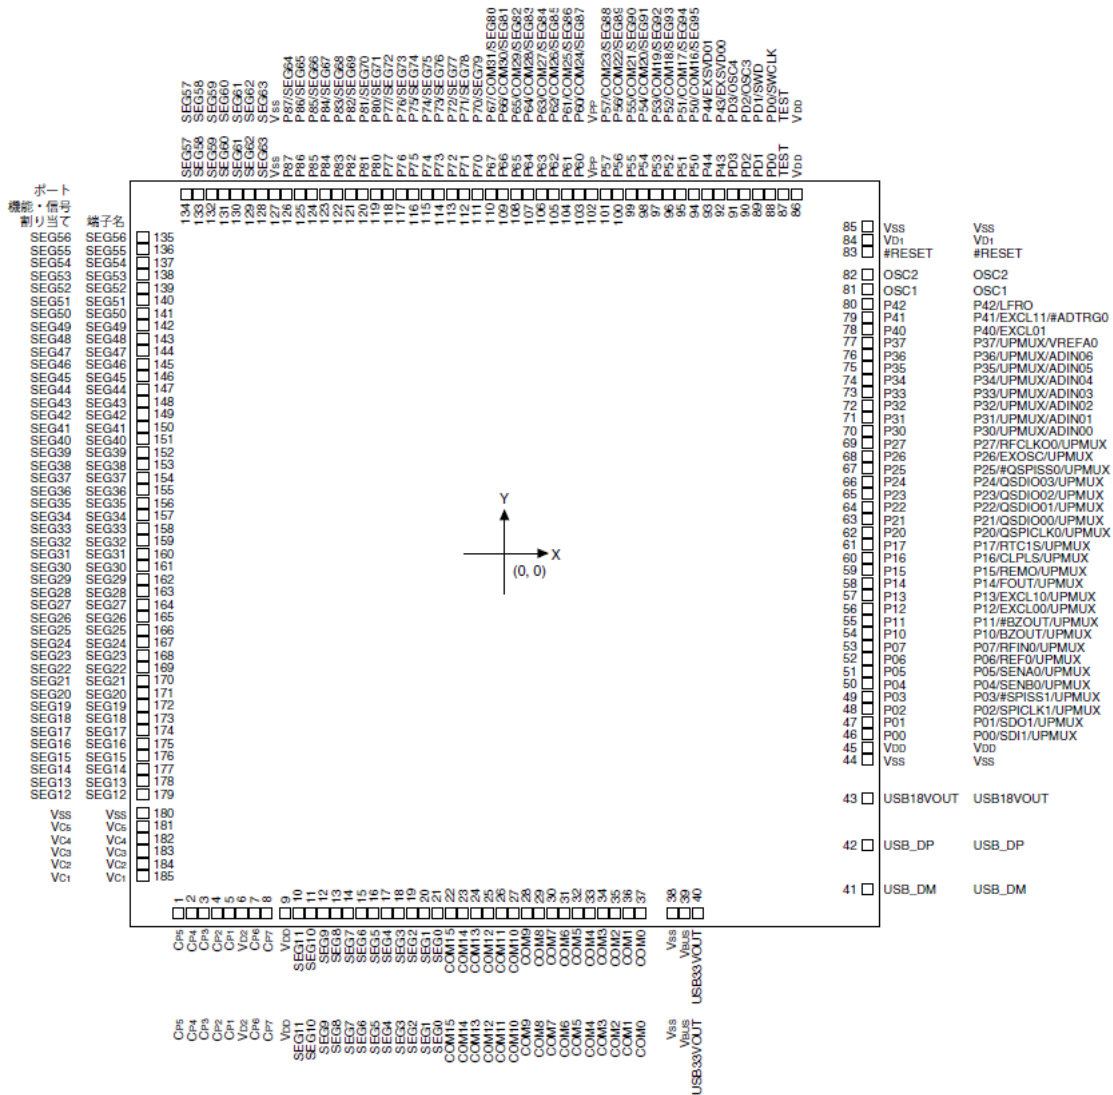 SEG57 SEG58 SEG59 SEG60 SEG61 SEG62 SEG63 VSS P87/SEG64 P86/SEG65 P85/SEG66 P84/SEG67 P83/SEG68 P82/SEG69 P81/SEG70 P80/SEG71 P77/SEG72 P76/SEG73 P75/SEG74 P74/SEG75 P73/SEG76 P72/SEG77 P71/SEG78 P70/SEG79 P67/COM31/SEG80 P66/COM30/SEG81 P65/COM29/SEG82 P64/COM28/SEG83 P63/COM27/SEG84 P62/COM26/SEG85 P61/COM25/SEG86 P60/COM24/SEG87 VPP P57/COM23/SEG88 P56/COM22/SEG89 P55/COM21/SEG90 P54/COM20/SEG91 P53/COM19/SEG92 P52/COM18/SEG93 P51/COM17/SEG94 P50/COM16/SEG95 P44/EXSVD01 P43/EXSVD00 PD3/OSC4 PD2/OSC3 PD1/SWD PD0/SWCLK TEST VDD
SEG57 SEG58 SEG59 SEG60 SEG61 SEG62 SEG63 VSS P87 P86 P85 P84 P83 P82 P81 P80 P77 P76 P75 P74 P73 P72 P71 P70 P67 P66 P65 P64 P63 P62 P61 P60 VPP P57 P56 P55 P54 P53 P52 P51 P50 P44 P43 PD3 PD2 PD1 PD0 TEST VDD
134 133 132 131 130 129 128 127 126 125 124 123 122 121 120 119 118 117 116 115 114 113 112 111 110 109 108 107 106 105 104 103 102 101 100 99 98 97 96 95 94 93 92 91 90 89 88 87 86
ポート
機能・信号
割り当て 端子名
SEG56 SEG56 135
SEG55 SEG55 136
SEG54 SEG54 137
SEG53 SEG53 138
SEG52 SEG52 139
SEG51 SEG51 140
SEG50 SEG50 141
SEG49 SEG49 142
SEG48 SEG48 143
SEG47 SEG47 144
SEG46 SEG46 145
SEG45 SEG45 146
SEG44 SEG44 147
SEG43 SEG43 148
SEG42 SEG42 149
SEG41 SEG41 150
SEG40 SEG40 151
SEG39 SEG39 152
SEG38 SEG38 153
SEG37 SEG37 154
SEG36 SEG36 155
SEG35 SEG35 156
SEG34 SEG34 157
SEG33 SEG33 158
SEG32 SEG32 159
SEG31 SEG31 160
SEG30 SEG30 161
SEG29 SEG29 162
SEG28 SEG28 163
SEG27 SEG27 164
SEG26 SEG26 165
SEG25 SEG25 166
SEG24 SEG24 167
SEG23 SEG23 168
SEG22 SEG22 169
SEG21 SEG21 170
SEG20 SEG20 171
SEG19 SEG19 172
SEG18 SEG18 173
SEG17 SEG17 174
SEG16 SEG16 175
SEG15 SEG15 176
SEG14 SEG14 177
SEG13 SEG13 178
SEG12 SEG12 179
VSS VSS 180
VC5 VC5 181
VC4 VC4 182
VC3 VC3 183
VC2 VC2 184
VC1 VC1 185
Y
X
(0, 0)
85 VSS VSS
84 VD1 VD1
83 #RESET #RESET
82 OSC2 OSC2
81 OSC1 OSC1
80 P42 P42/LFRO
79 P41 P41/EXCL11/#ADTRG0
78 P40 P40/EXCL01
77 P37 P37/UPMUX/VREFA0
76 P36 P36/UPMUX/ADIN06
75 P35 P35/UPMUX/ADIN05
74 P34 P34/UPMUX/ADIN04
73 P33 P33/UPMUX/ADIN03
72 P32 P32/UPMUX/ADIN02
71 P31 P31/UPMUX/ADIN01
70 P30 P30/UPMUX/ADIN00
69 P27 P27/RFCLKO0/UPMUX
68 P26 P26/EXOSC/UPMUX
67 P25 P25/#QSPISS0/UPMUX
66 P24 P24/QSDIO03/UPMUX
65 P23 P23/QSDIO02/UPMUX
64 P22 P22/QSDIO01/UPMUX
63 P21 P21/QSDIO00/UPMUX
62 P20 P20/QSPICLK0/UPMUX
61 P17 P17/RTC1S/UPMUX
60 P16 P16/CLPLS/UPMUX
59 P15 P15/REMO/UPMUX
58 P14 P14/FOUT/UPMUX
57 P13 P13/EXCL10/UPMUX
56 P12 P12/EXCL00/UPMUX
55 P11 P11/#BZOUT/UPMUX
54 P10 P10/BZOUT/UPMUX
53 P07 P07/RFIN0/UPMUX
52 P06 P06/REF0/UPMUX
51 P05 P05/SENA0/UPMUX
50 P04 P04/SENB0/UPMUX
49 P03 P03/#SPISS1/UPMUX
48 P02 P02/SPICLK1/UPMUX
47 P01 P01/SDO1/UPMUX
46 P00 P00/SDI1/UPMUX
45 VDD VDD
44 VSS VSS
43 USB18VOUT USB18VOUT
42 USB_DP USB_DP
41 USB_DM USB_DM
1 2 3 4 5 6 7 8 9 10 11 12 13 14 15 16 17 18 19 20 21 22 23 24 25 26 27 28 29 30 31 32 33 34 35 36 37 38 39 40
CP5 CP4 CP3 CP2 CP1 VD2 CP6 CP7 VDD SEG11 SEG10 SEG9 SEG8 SEG7 SEG6 SEG5 SEG4 SEG3 SEG2 SEG1 SEG0 COM15 COM14 COM13 COM12 COM11 COM10 COM9 COM8 COM7 COM6 COM5 COM4 COM3 COM2 COM1 COM0 VSS VBUS USB33VOUT
CP5 CP4 CP3 CP2 CP1 VD2 CP6 CP7 VDD SEG11 SEG10 SEG9 SEG8 SEG7 SEG6 SEG5 SEG4 SEG3 SEG2 SEG1 SEG0 COM15 COM14 COM13 COM12 COM11 COM10 COM9 COM8 COM7 COM6 COM5 COM4 COM3 COM2 COM1 COM0 VSS VBUS USB33VOUT